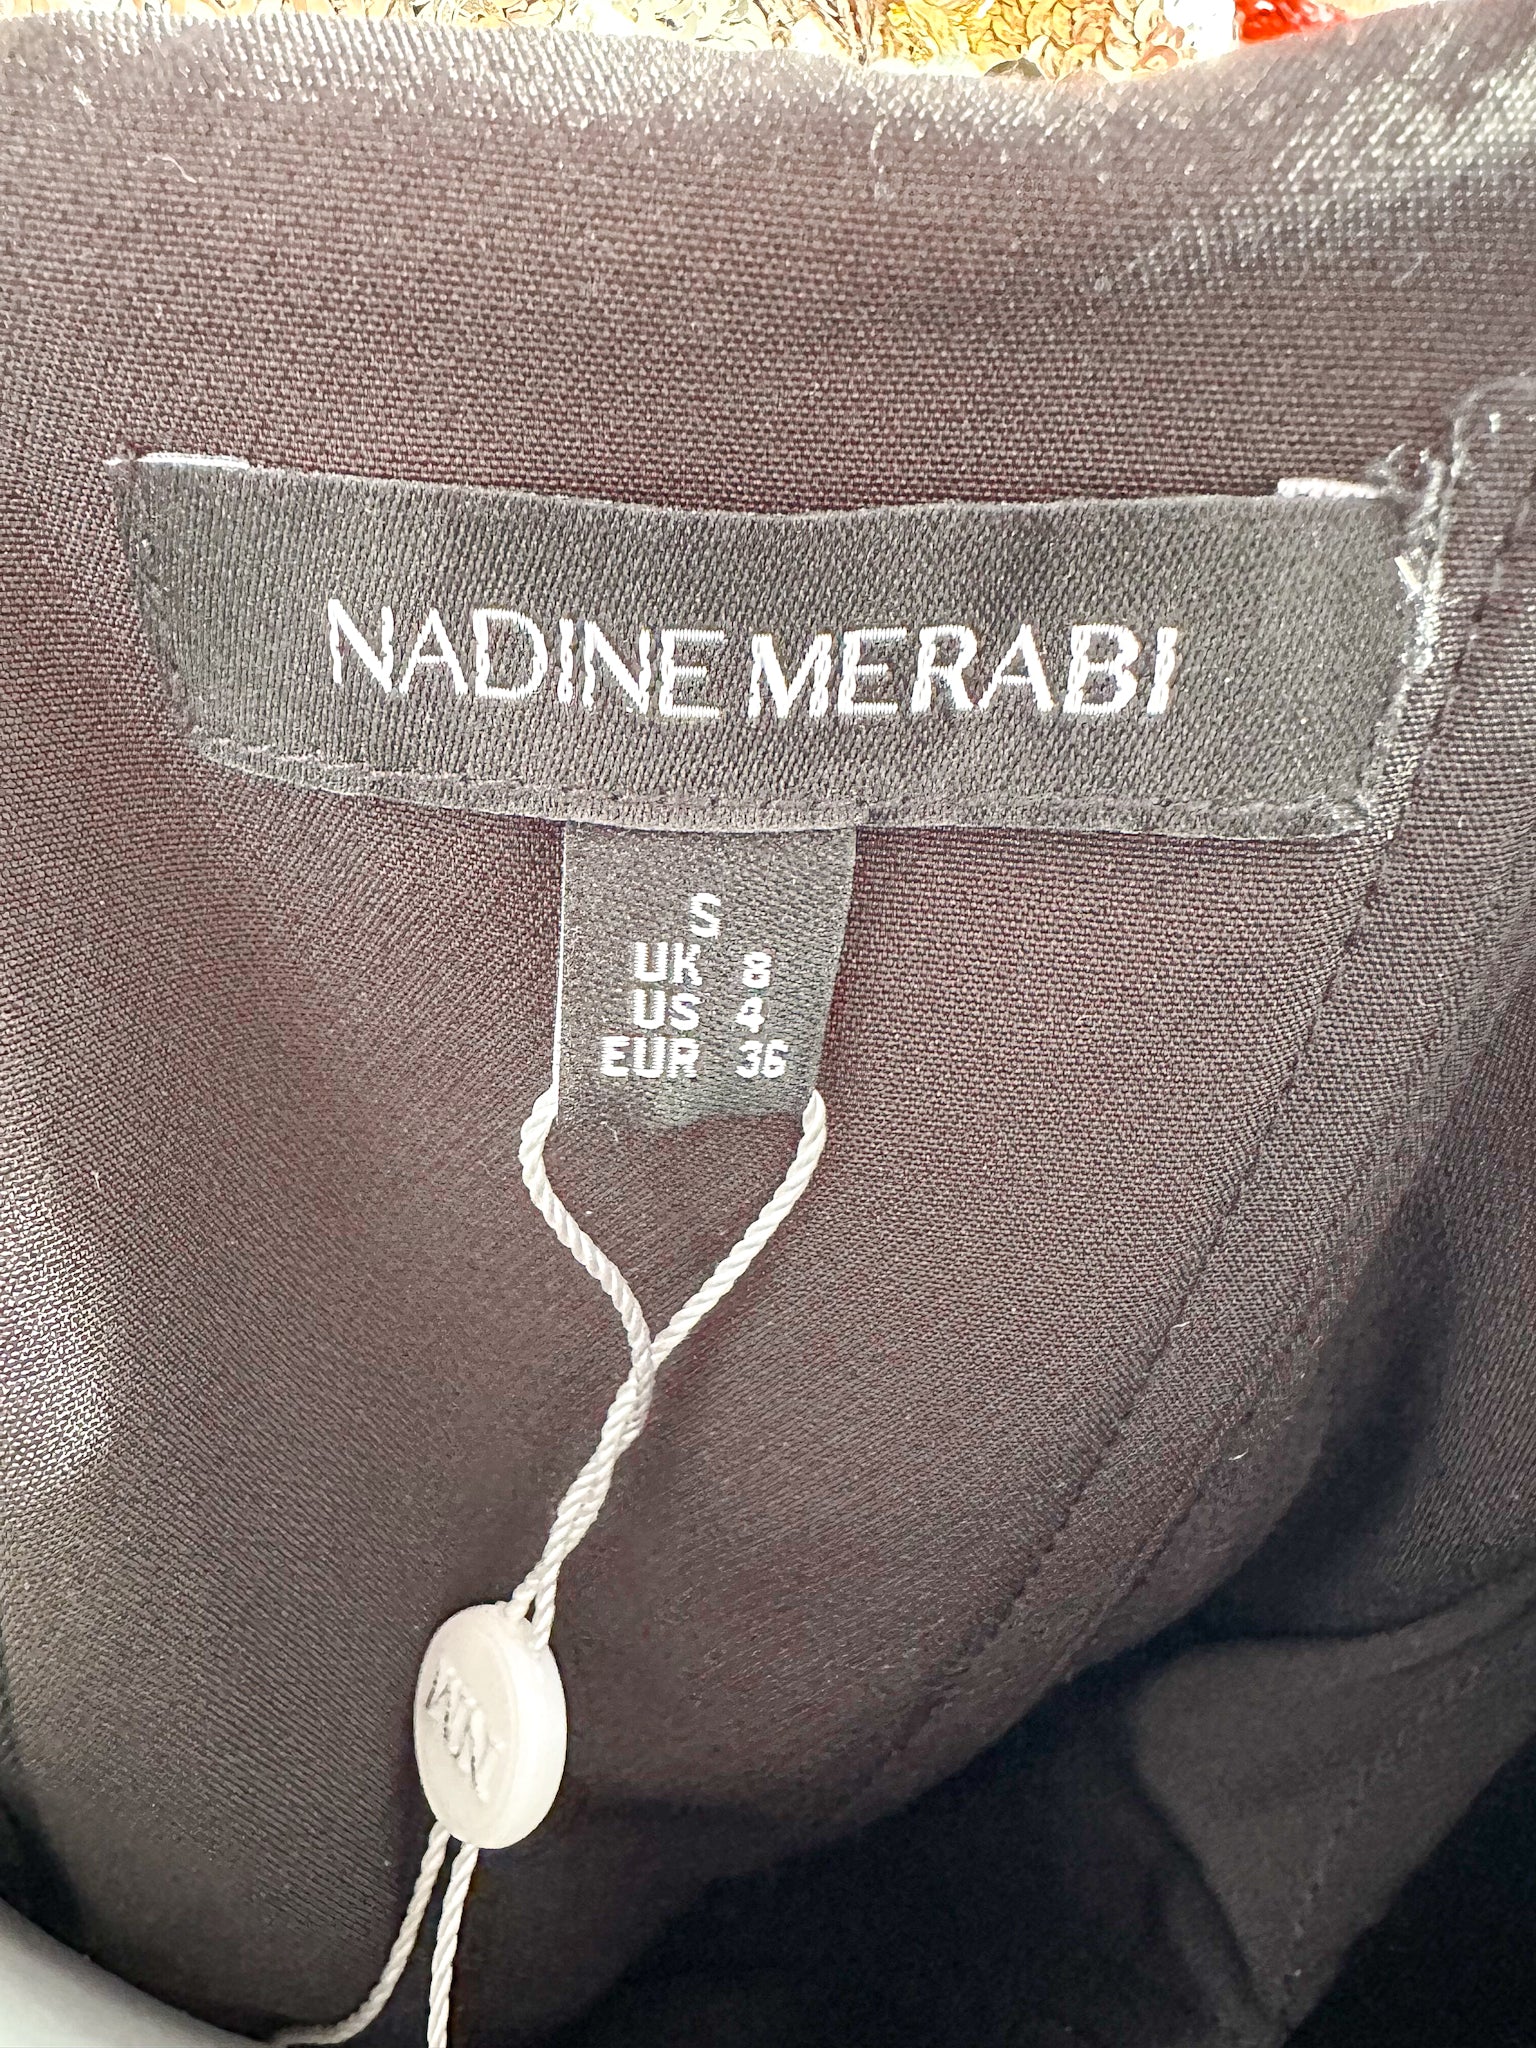 NADINE MERABI
S
UK 8
US 4
EUR 36